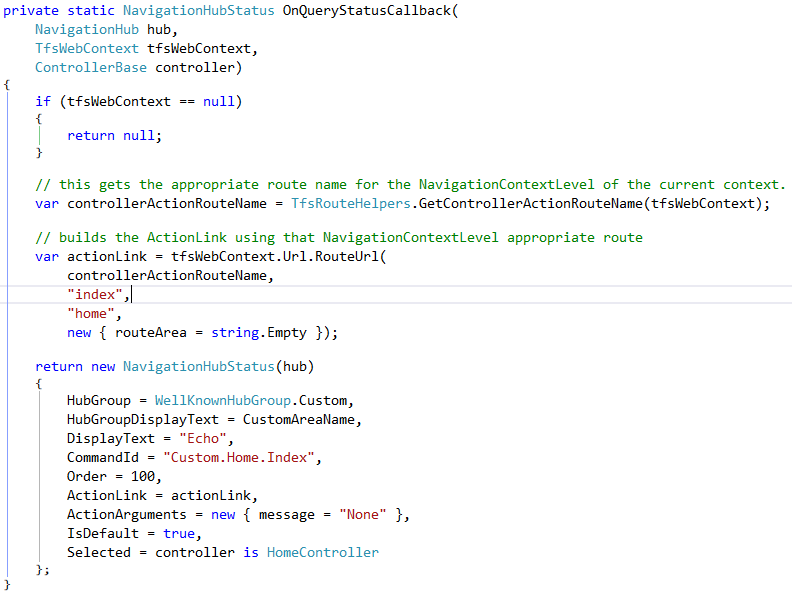 private static NavigationHubStatus OnQueryStatusCallback(
    NavigationHub hub,
    TfsWebContext tfsWebContext,
    ControllerBase controller)
{
    if (tfsWebContext == null)
    {
        return null;
    }
    // this gets the appropriate route name for the NavigationContextLevel of the current context.
    var controllerActionRouteName = TfsRouteHelpers.GetControllerActionRouteName(tfsWebContext);
    // builds the ActionLink using that NavigationContextLevel appropriate route
    var actionLink = tfsWebContext.Url.RouteUrl(
        controllerActionRouteName,
        "index",
        "home",
        new { routeArea = string.Empty });
    return new NavigationHubStatus(hub)
    {
        HubGroup = WellKnownHubGroup.Custom,
        HubGroupDisplayText = CustomAreaName,
        DisplayText = "Echo",
        CommandId = "Custom.Home.Index",
        Order = 100,
        ActionLink = actionLink,
        ActionArguments = new { message = "None" },
        IsDefault = true,
        Selected = controller is HomeController
    };
}